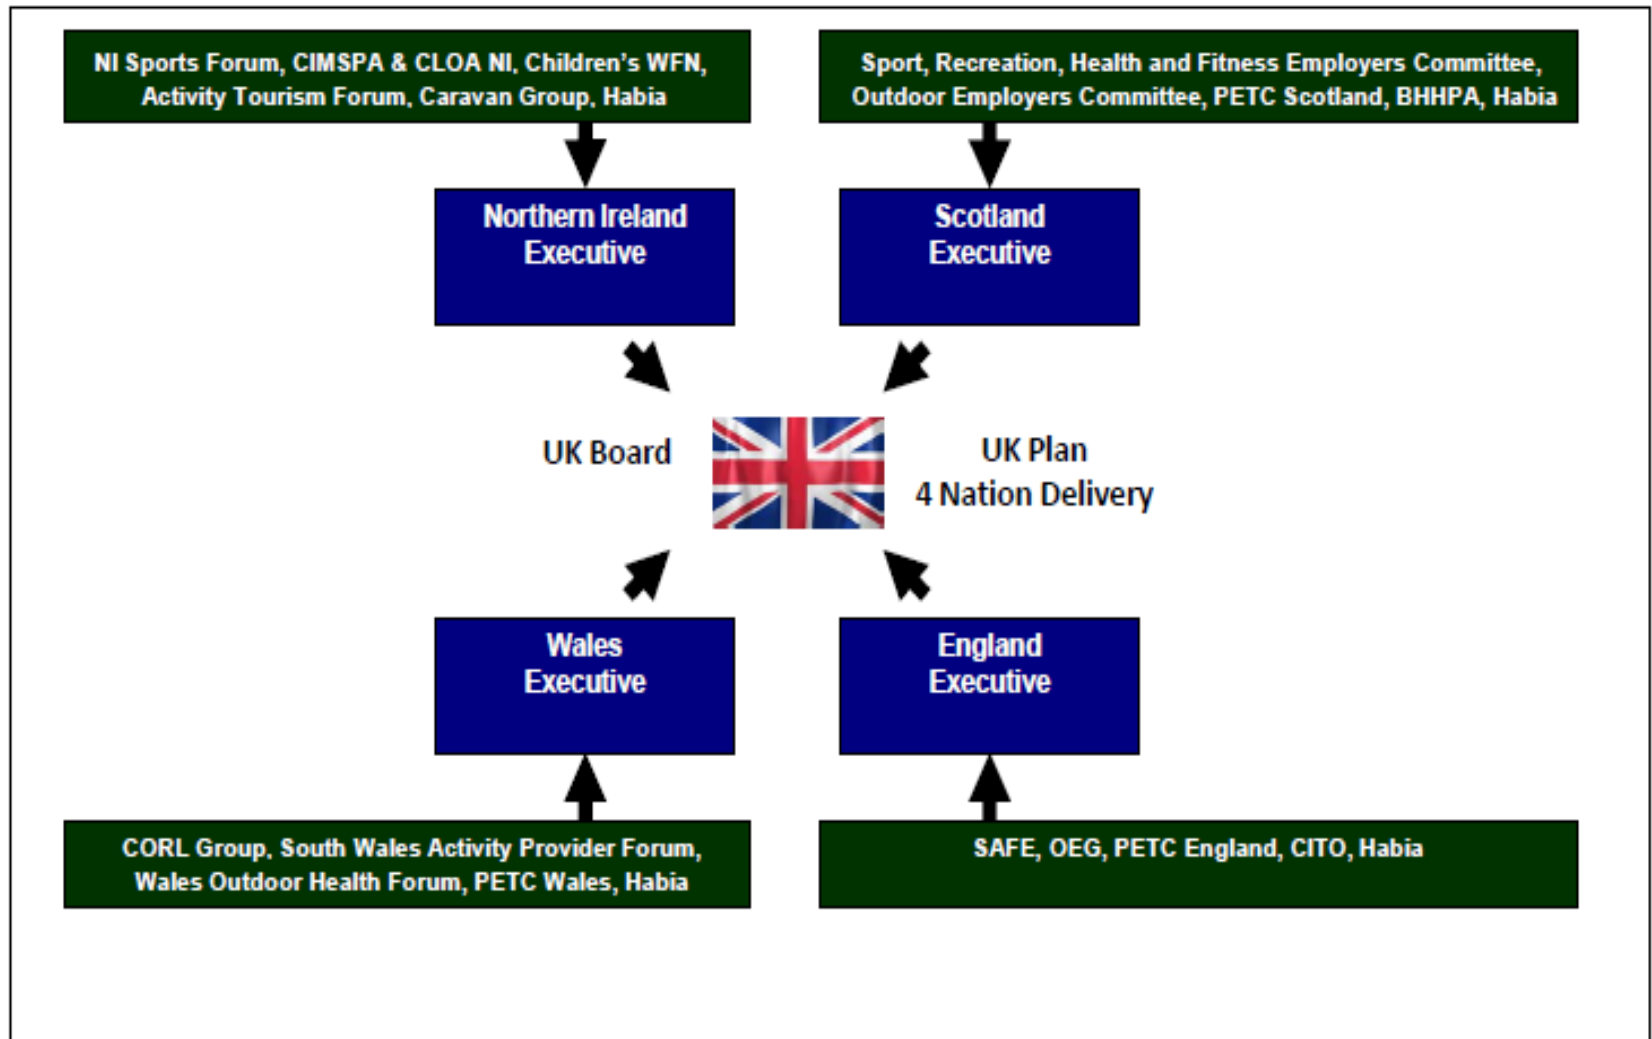 NI Sports Forum, CIMSPA & CLOA NI, Children's WFN,
Activity Tourism Forum, Caravan Group, Habia
Sport, Recreation, Health and Fitness Employers Committee,
Outdoor Employers Committee, PETC Scotland, BHHPA, Habia
Northern Ireland
Executive
Scotland
Executive
UK Board
UK Plan
4 Nation Delivery
Wales
Executive
England
Executive
CORL Group, South Wales Activity Provider Forum,
Wales Outdoor Health Forum, PETC Wales, Habia
SAFE, OEG, PETC England, CITO, Habia